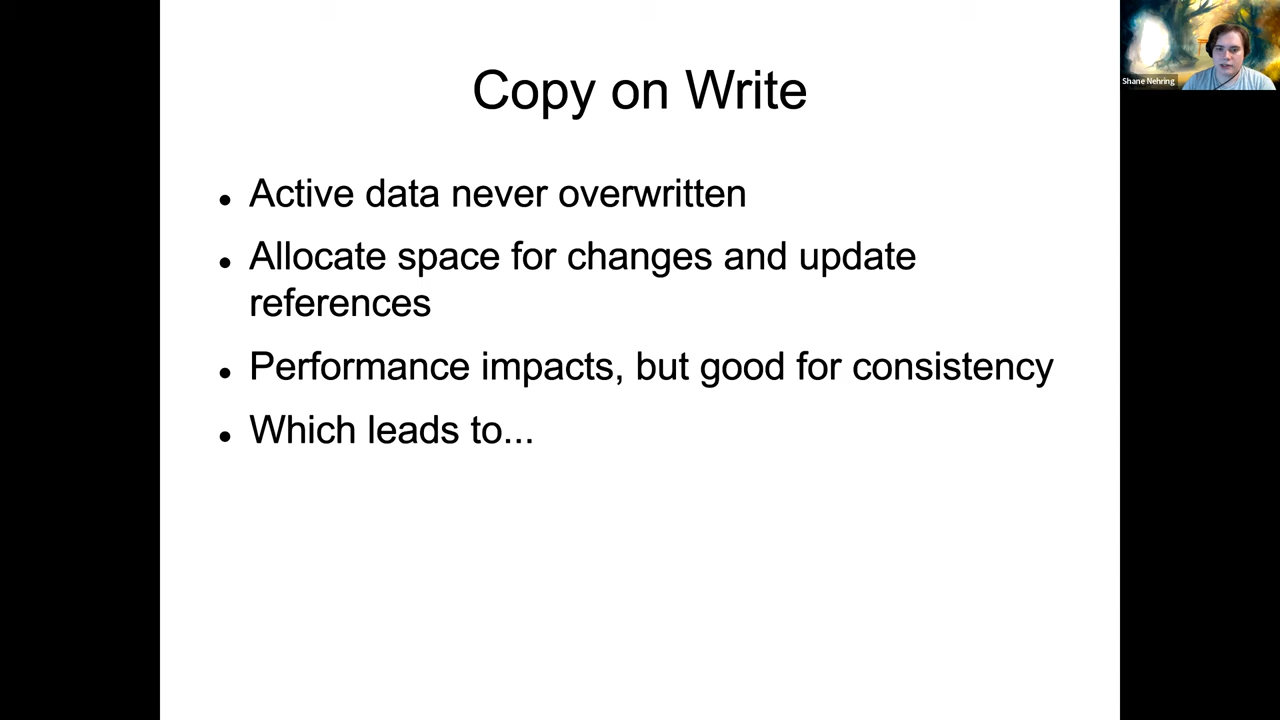 Copy on Write
Shane Nehring
• Active data never overwritten
• Allocate space for changes and update
references
• Performance impacts, but good for consistency
• Which leads to...